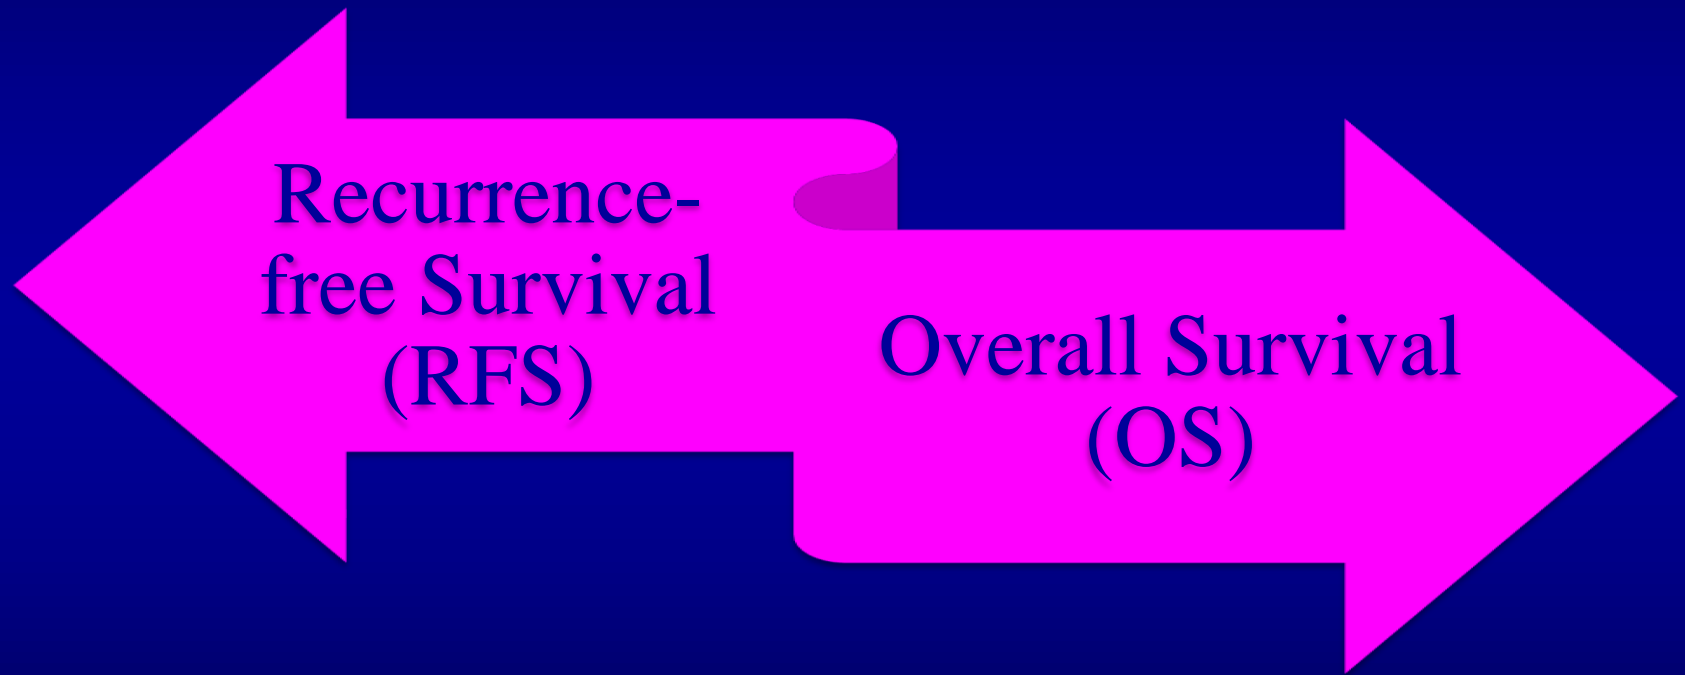 Recurrence-
free Survival
(RFS)
Overall Survival
(OS)